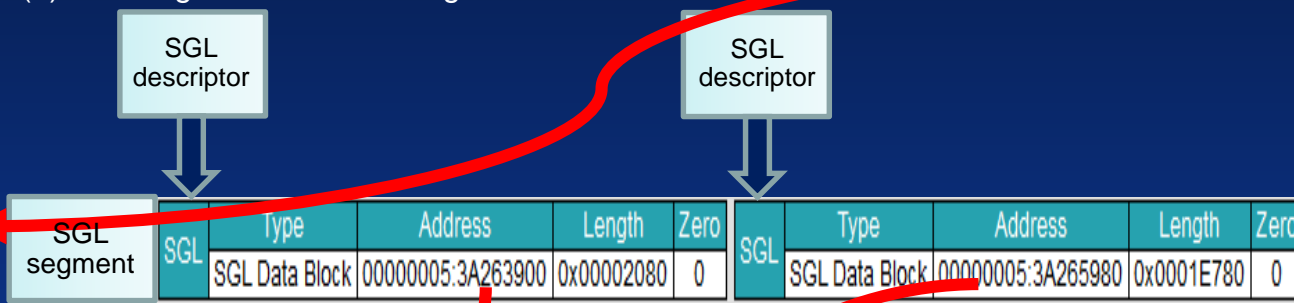 SGL
descriptor
SGL
descriptor
SGL
segment
SGL Type Address Length Zero SGL Type Address Length Zero
SGL Data Block 00000005:3A263900 0x00002080 0 SGL Data Block 00000005:3A265980 0x0001E780 0